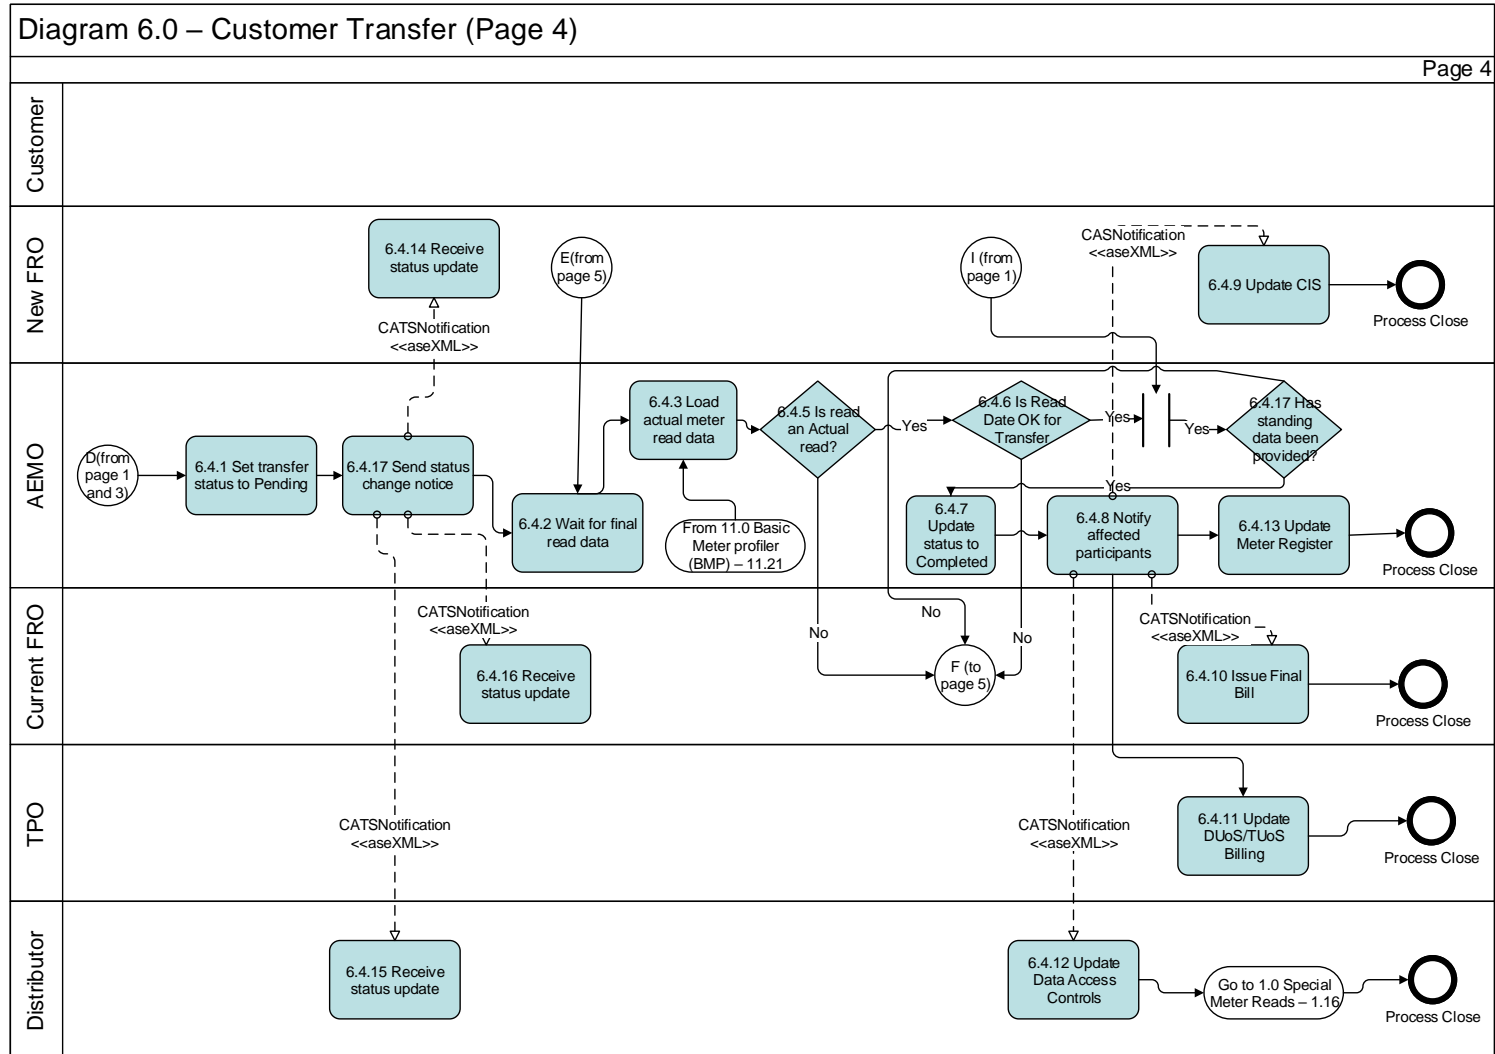 Diagram 6.0 – Customer Transfer (Page 4)
Page 4
Customer
New FRO
6.4.14 Receive
status update
E(from
page 5)
I (from
page 1)
CASNotification
<<aseXML>>
6.4.9 Update CIS
Process Close
CATSNotification
<<aseXML>>
AEMO
D(from
page 1
and 3)
6.4.1 Set transfer
status to Pending
6.4.17 Send status
change notice
6.4.2 Wait for final
read data
6.4.3 Load
actual meter
read data
From 11.0 Basic
Meter profiler
(BMP) – 11.21
6.4.5 Is read
an Actual
read?
Yes
6.4.6 Is Read
Date OK for
Transfer
Yes
Yes
6.4.17 Has
standing
data been
provided?
Yes
6.4.7
Update
status to
Completed
6.4.8 Notify
affected
participants
6.4.13 Update
Meter Register
Process Close
Current FRO
CATSNotification
<<aseXML>>
6.4.16 Receive
status update
No
No
No
F (to
page 5)
CATSNotification
<<aseXML>>
6.4.10 Issue Final
Bill
Process Close
TPO
CATSNotification
<<aseXML>>
CATSNotification
<<aseXML>>
6.4.11 Update
DUoS/TUoS
Billing
Process Close
Distributor
6.4.15 Receive
status update
6.4.12 Update
Data Access
Controls
Go to 1.0 Special
Meter Reads – 1.16
Process Close